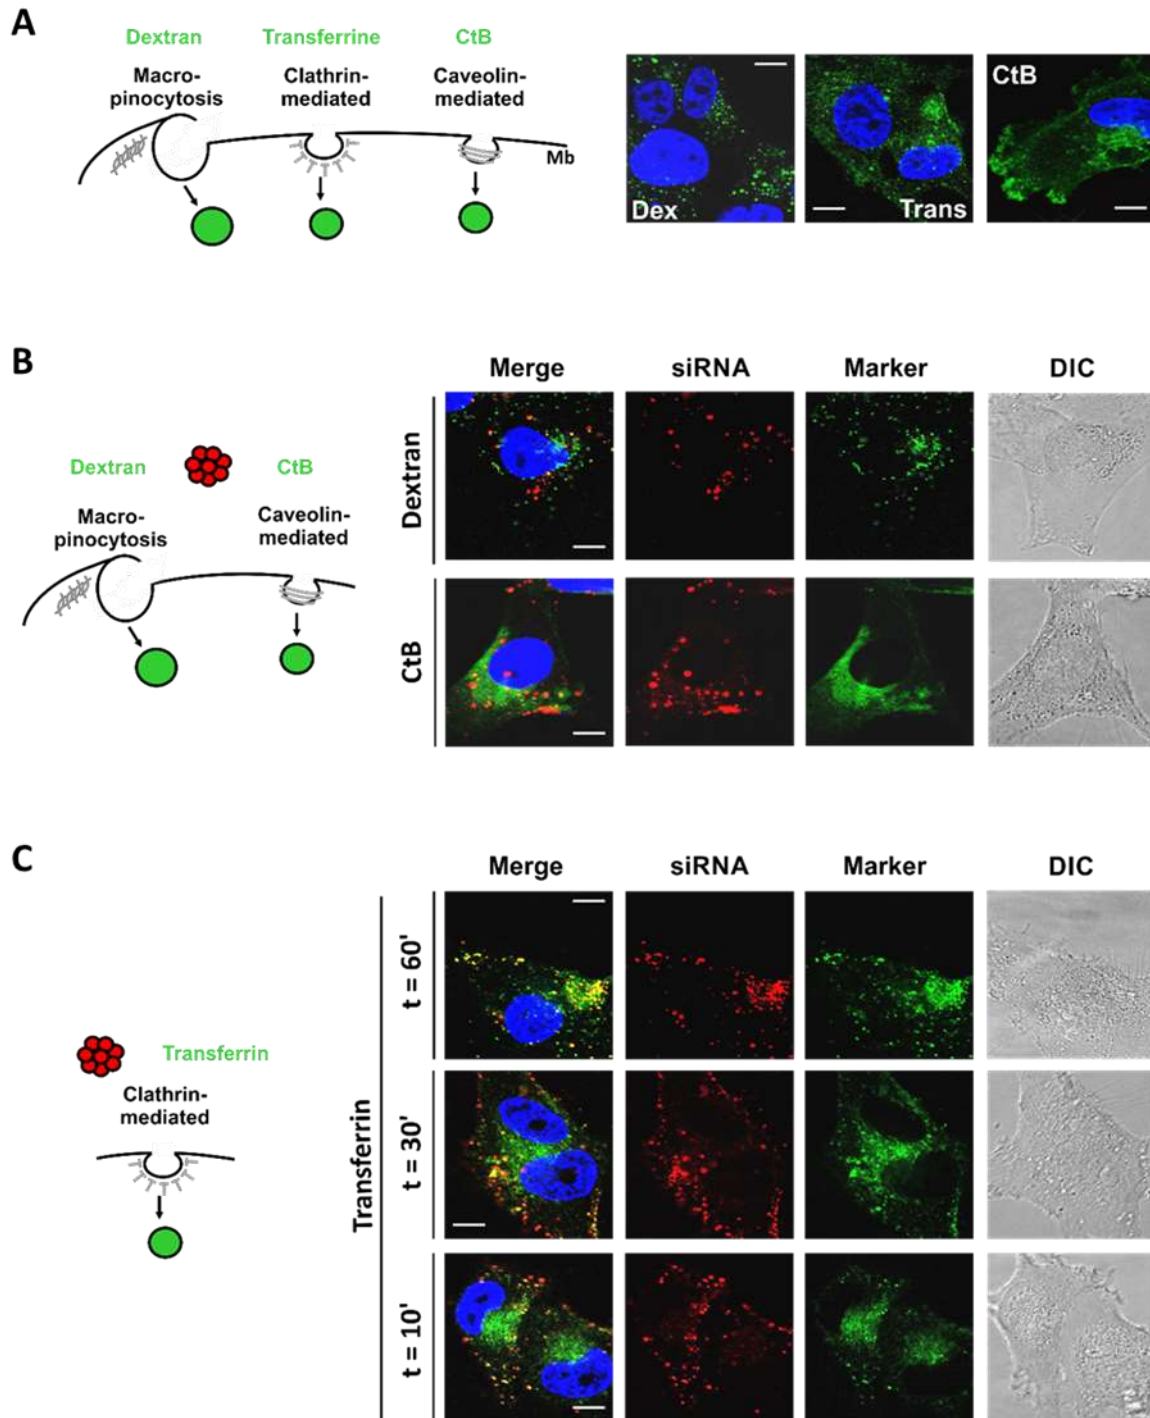 A
Dextran Transferrine CtB
Macro-
pinocytosis
Clathrin-
mediated
Caveolin-
mediated
Mb
Dex
Trans
CtB
B
Merge siRNA Marker DIC
Dextran CtB
Macro-
pinocytosis
Caveolin-
mediated
Dextran
CtB
C
Merge siRNA Marker DIC
Transferrin
Clathrin-
mediated
Transferrin
t = 60'
t = 30'
t = 10'